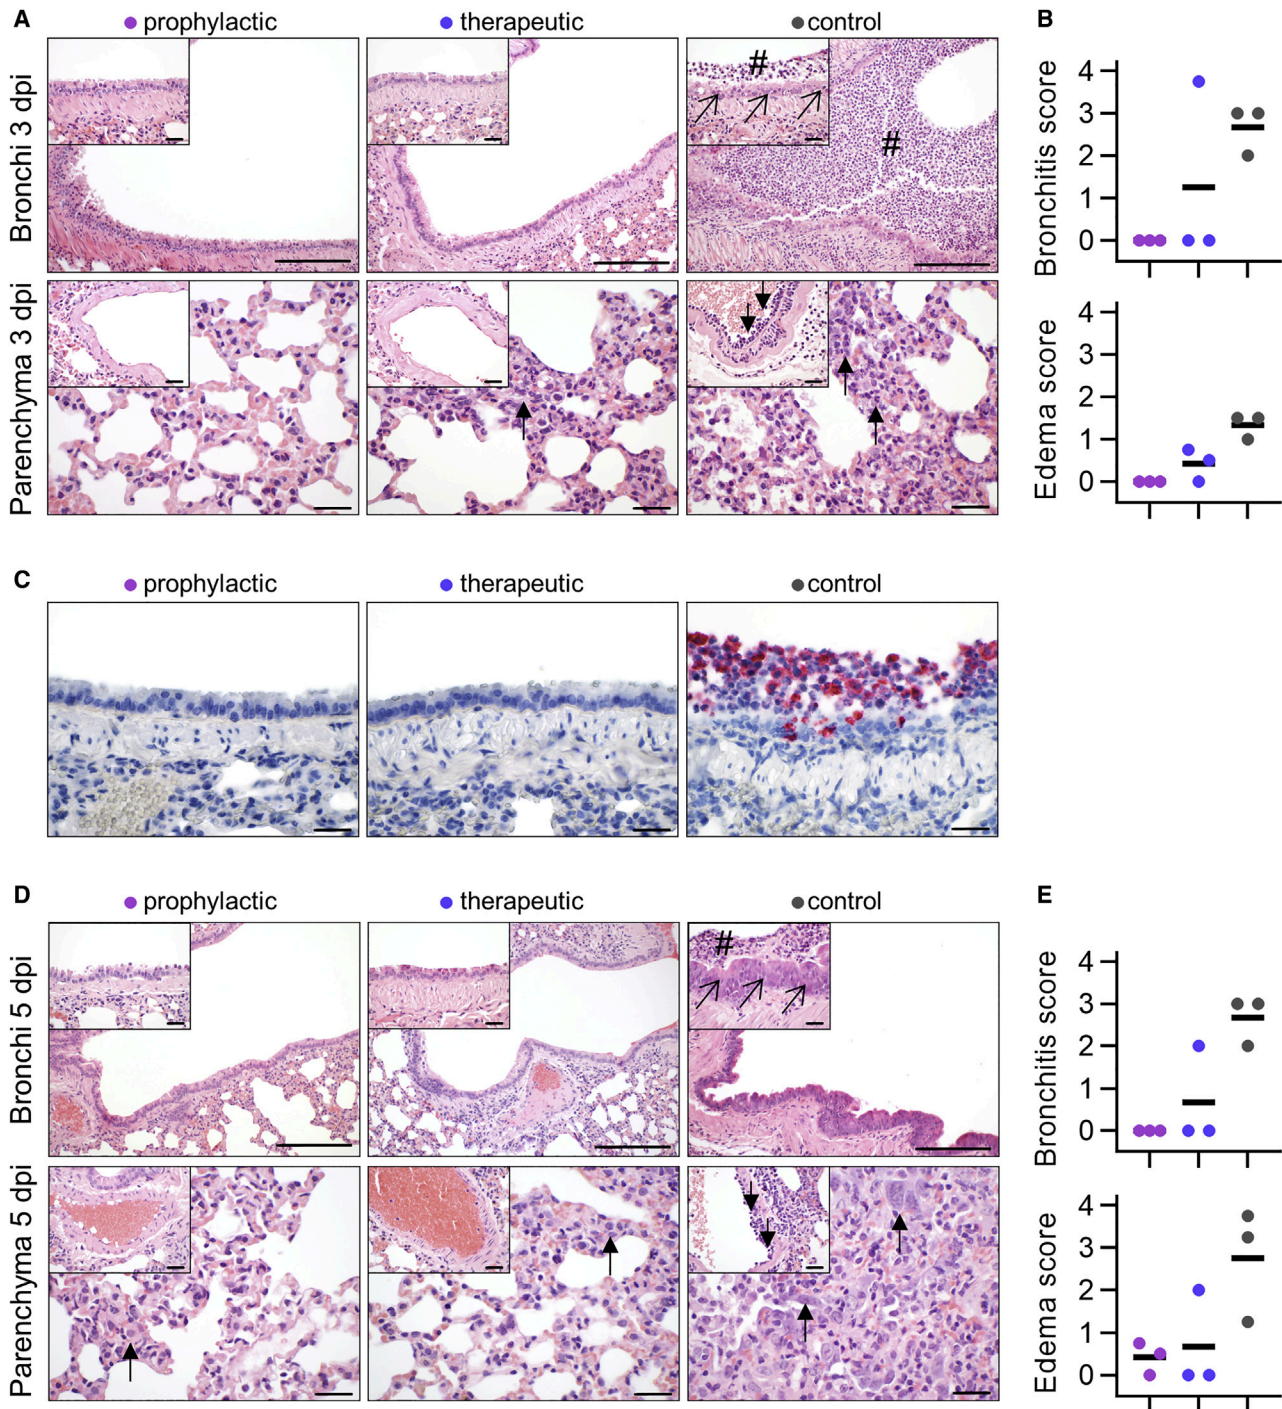 A
prophylactic
therapeutic
control
B
Bronchi 3 dpi
#
#
Bronchitis score
4
3
2
1
0
Parenchyma 3 dpi
Edema score
4
3
2
1
0
C
prophylactic
therapeutic
control
D
prophylactic
therapeutic
control
E
Bronchi 5 dpi
#
Bronchitis score
4
3
2
1
0
Parenchyma 5 dpi
Edema score
4
3
2
1
0